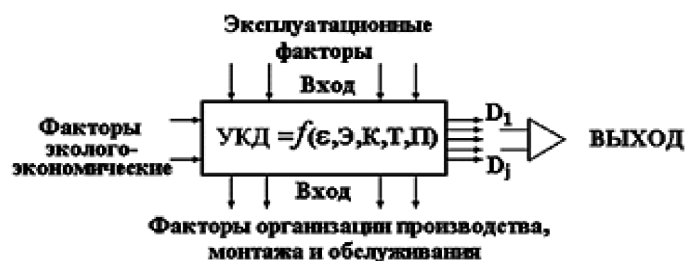 Эксплуатационные
факторы
Вход
Факторы
эколого-
экономические
УКД =f(ε,Э,К,Т,П)
D1
Dj
ВЫХОД
Вход
Факторы организации производства,
монтажа и обслуживания